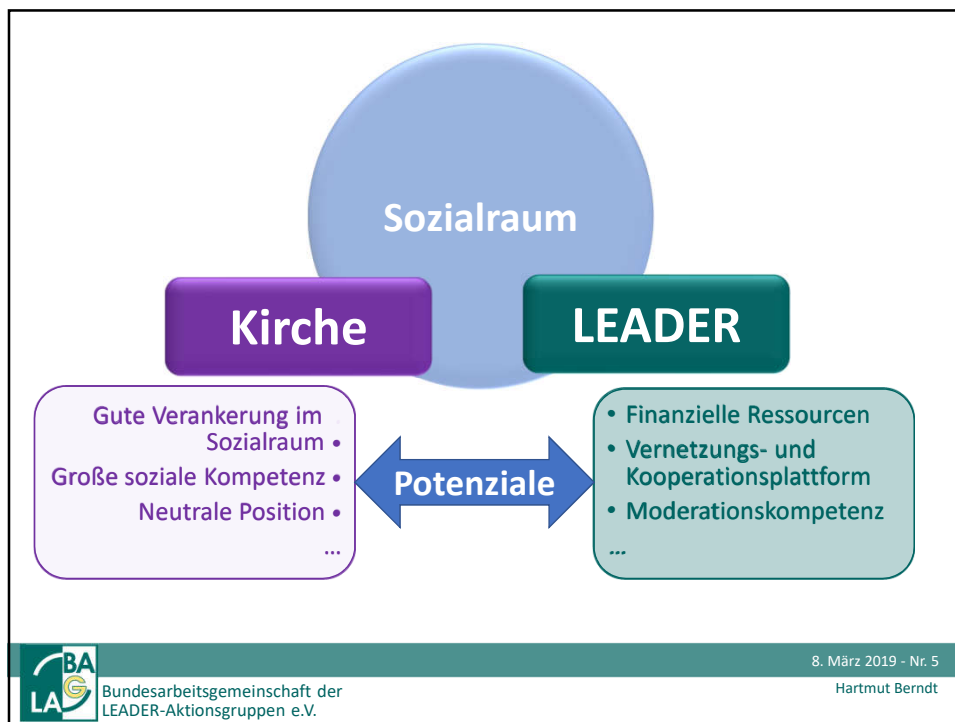 Sozialraum
Kirche
LEADER
Gute Verankerung im
Sozialraum •
Große soziale Kompetenz •
Neutrale Position •
...
Potenziale
• Finanzielle Ressourcen
• Vernetzungs- und
Kooperationsplattform
• Moderationskompetenz
...
BA
G
LA
Bundesarbeitsgemeinschaft der
LEADER-Aktionsgruppen e.V.
8. März 2019 - Nr. 5
Hartmut Berndt